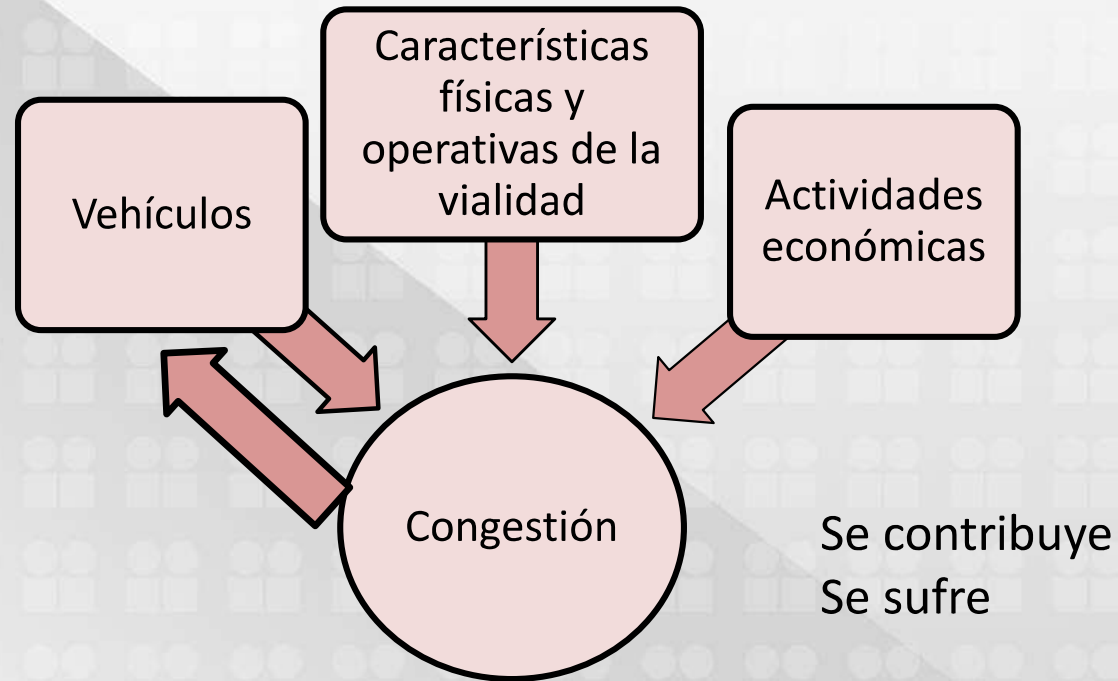 Características
físicas y
operativas de la
vialidad
Vehículos
Actividades
económicas
Congestión
Se contribuye
Se sufre